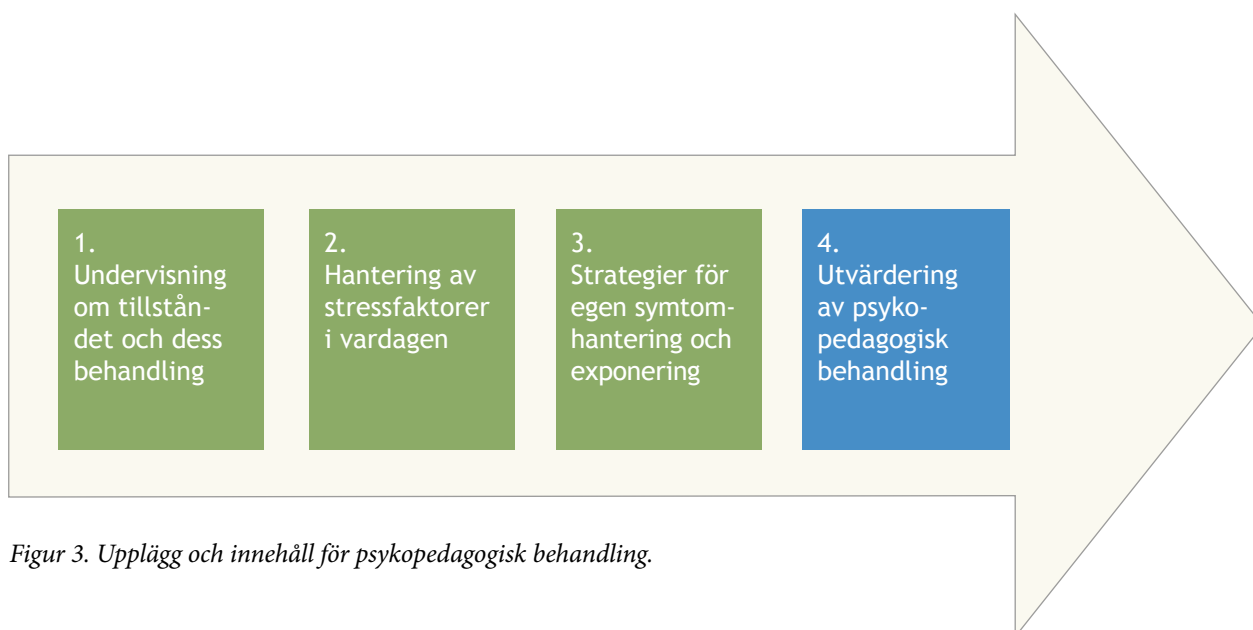 1.
Undervisning
om tillstån-
det och dess
behandling
2.
Hantering av
stressfaktorer
i vardagen
3.
Strategier för
egen symtom-
hantering och
exponering
4.
Utvärdering
av psyko-
pedagogisk
behandling
Figur 3. Upplägg och innehåll för psykopedagogisk behandling.